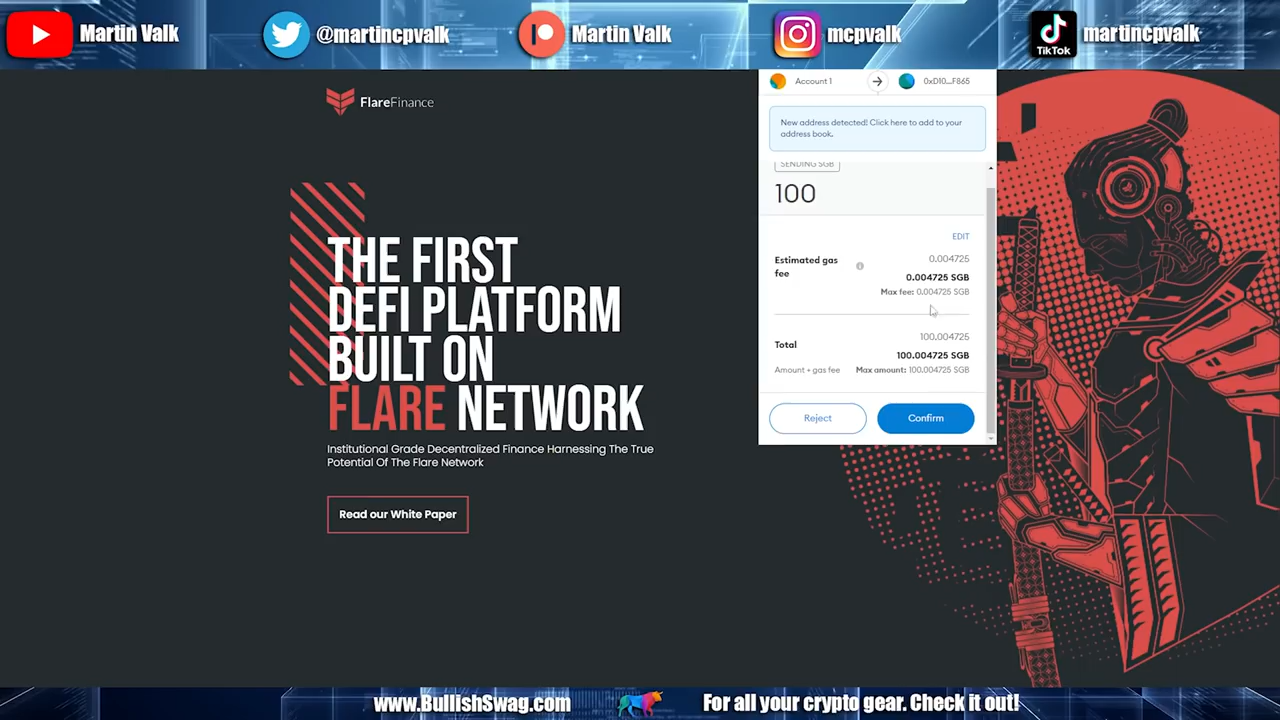 Martin Valk
@martincpvalk
Martin Valk
mcpvalk
TikTok
martincpvalk
FlareFinance
Account 1
0xD10...F865
New address detected! Click here to add to your
address book.
SENDING SGB
100
EDIT
Estimated gas
fee
0.004725
0.004725 SGB
Max fee: 0.004725 SGB
Total
100.004725
100.004725 SGB
Amount + gas fee
Max amount: 100.004725 SGB
Reject
Confirm
THE FIRST
DEFI PLATFORM
BUILT ON
FLARE NETWORK
Institutional Grade Decentralized Finance Harnessing The True
Potential Of The Flare Network
Read our White Paper
www.BullishSwag.com
For all your crypto gear. Check it out!